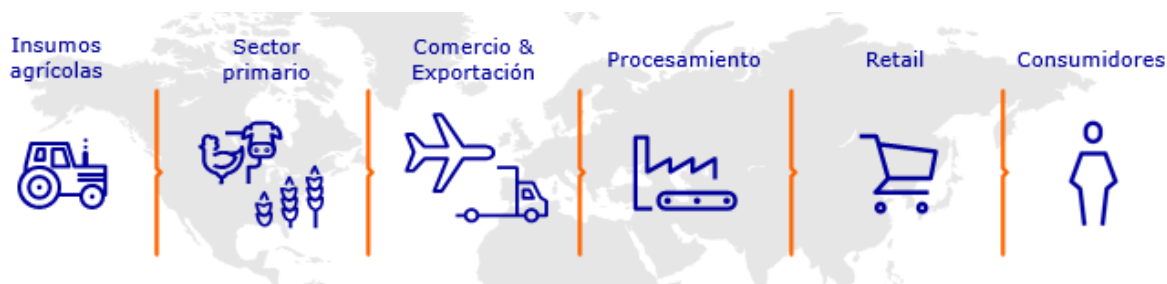 Insumos
agrícolas
Sector
primario
Comercio &
Exportación
Procesamiento
Retail
Consumidores